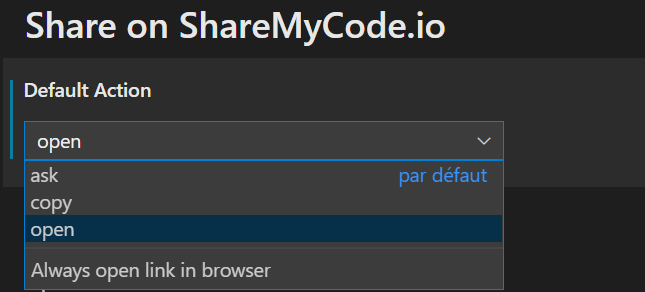 Share on ShareMyCode.io
Default Action
open
ask par défaut
copy
open
Always open link in browser